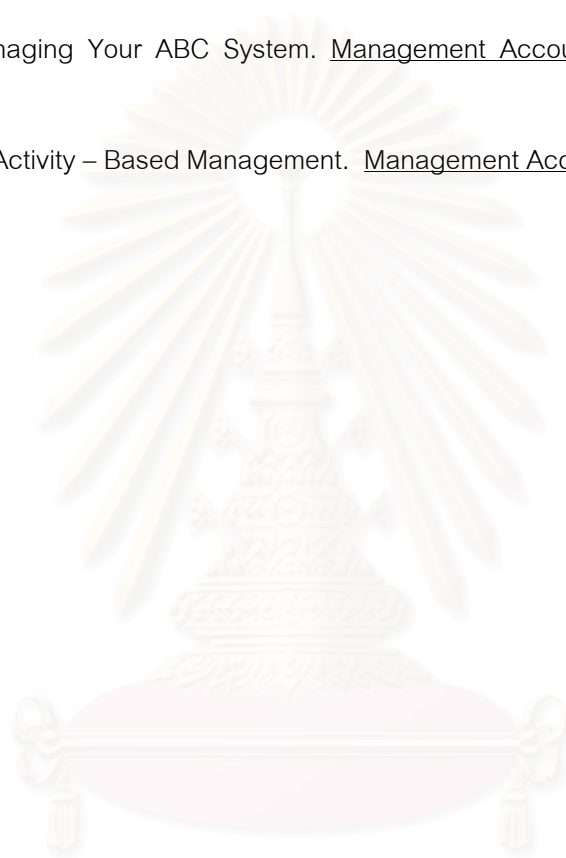 naging Your ABC System. Management Accou
Activity – Based Management. Management Acc